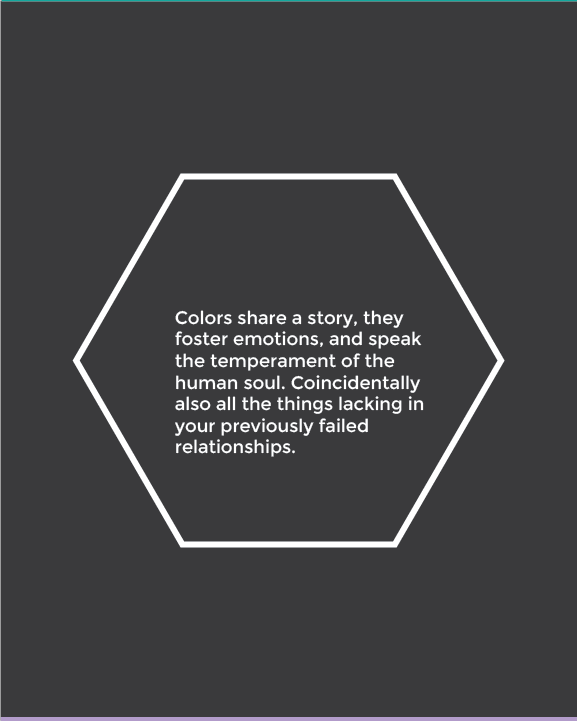 Colors share a story, they
foster emotions, and speak
the temperament of the
human soul. Coincidentally
also all the things lacking in
your previously failed
relationships.